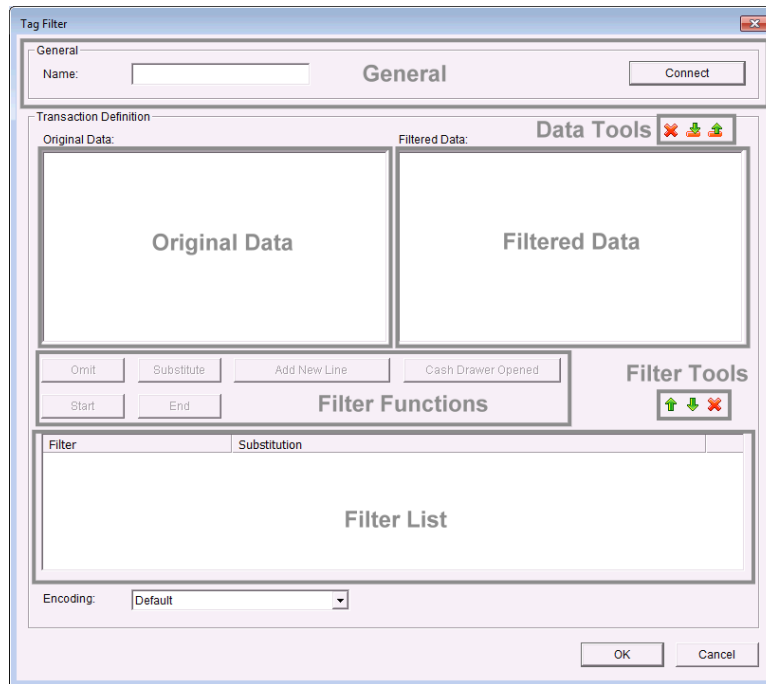 Tag Filter
General
Name: General Connect
Transaction Definition
Original Data: Filtered Data: Data Tools
Original Data Filtered Data
Omit Substitute Add New Line Cash Drawer Opened Filter Tools
Start End Filter Functions
Filter Substitution
Filter List
Encoding: Default
OK Cancel